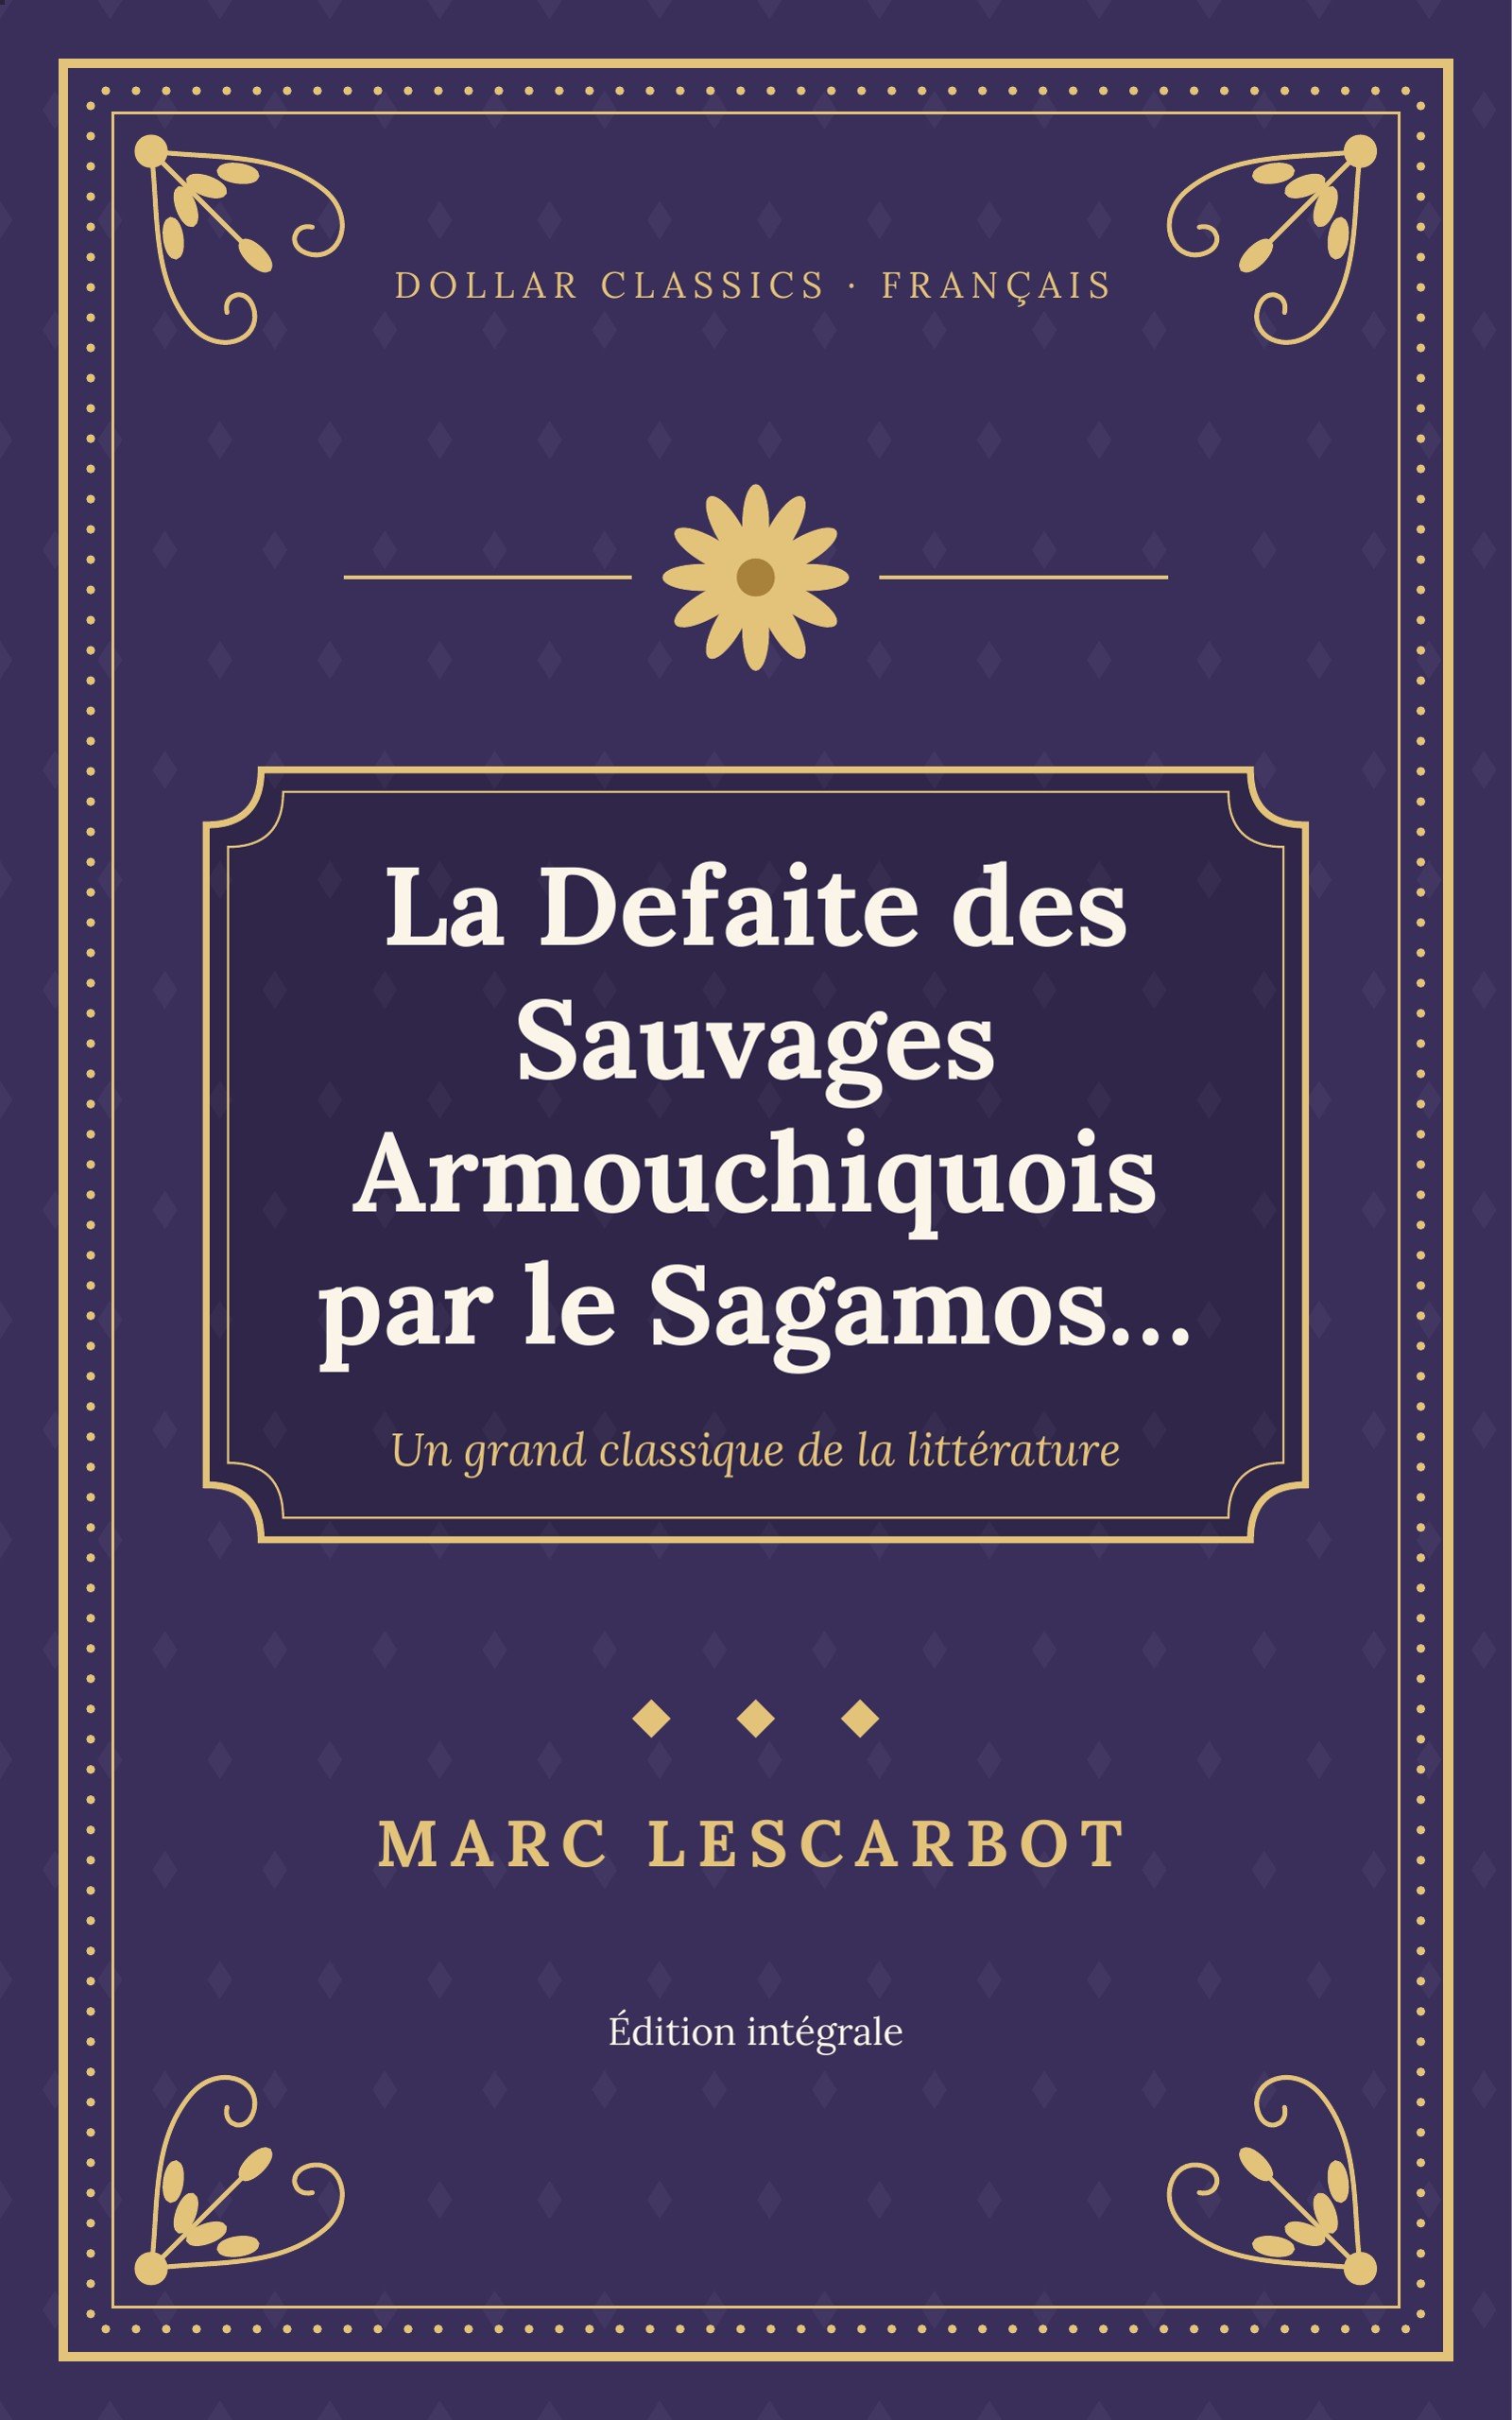 DOLLAR CLASSICS · FRANÇAIS
La Defaite des
Sauvages
Armouchiquois
par le Sagamos...
Un grand classique de la littérature
MARC LESCARBOT
Édition intégrale